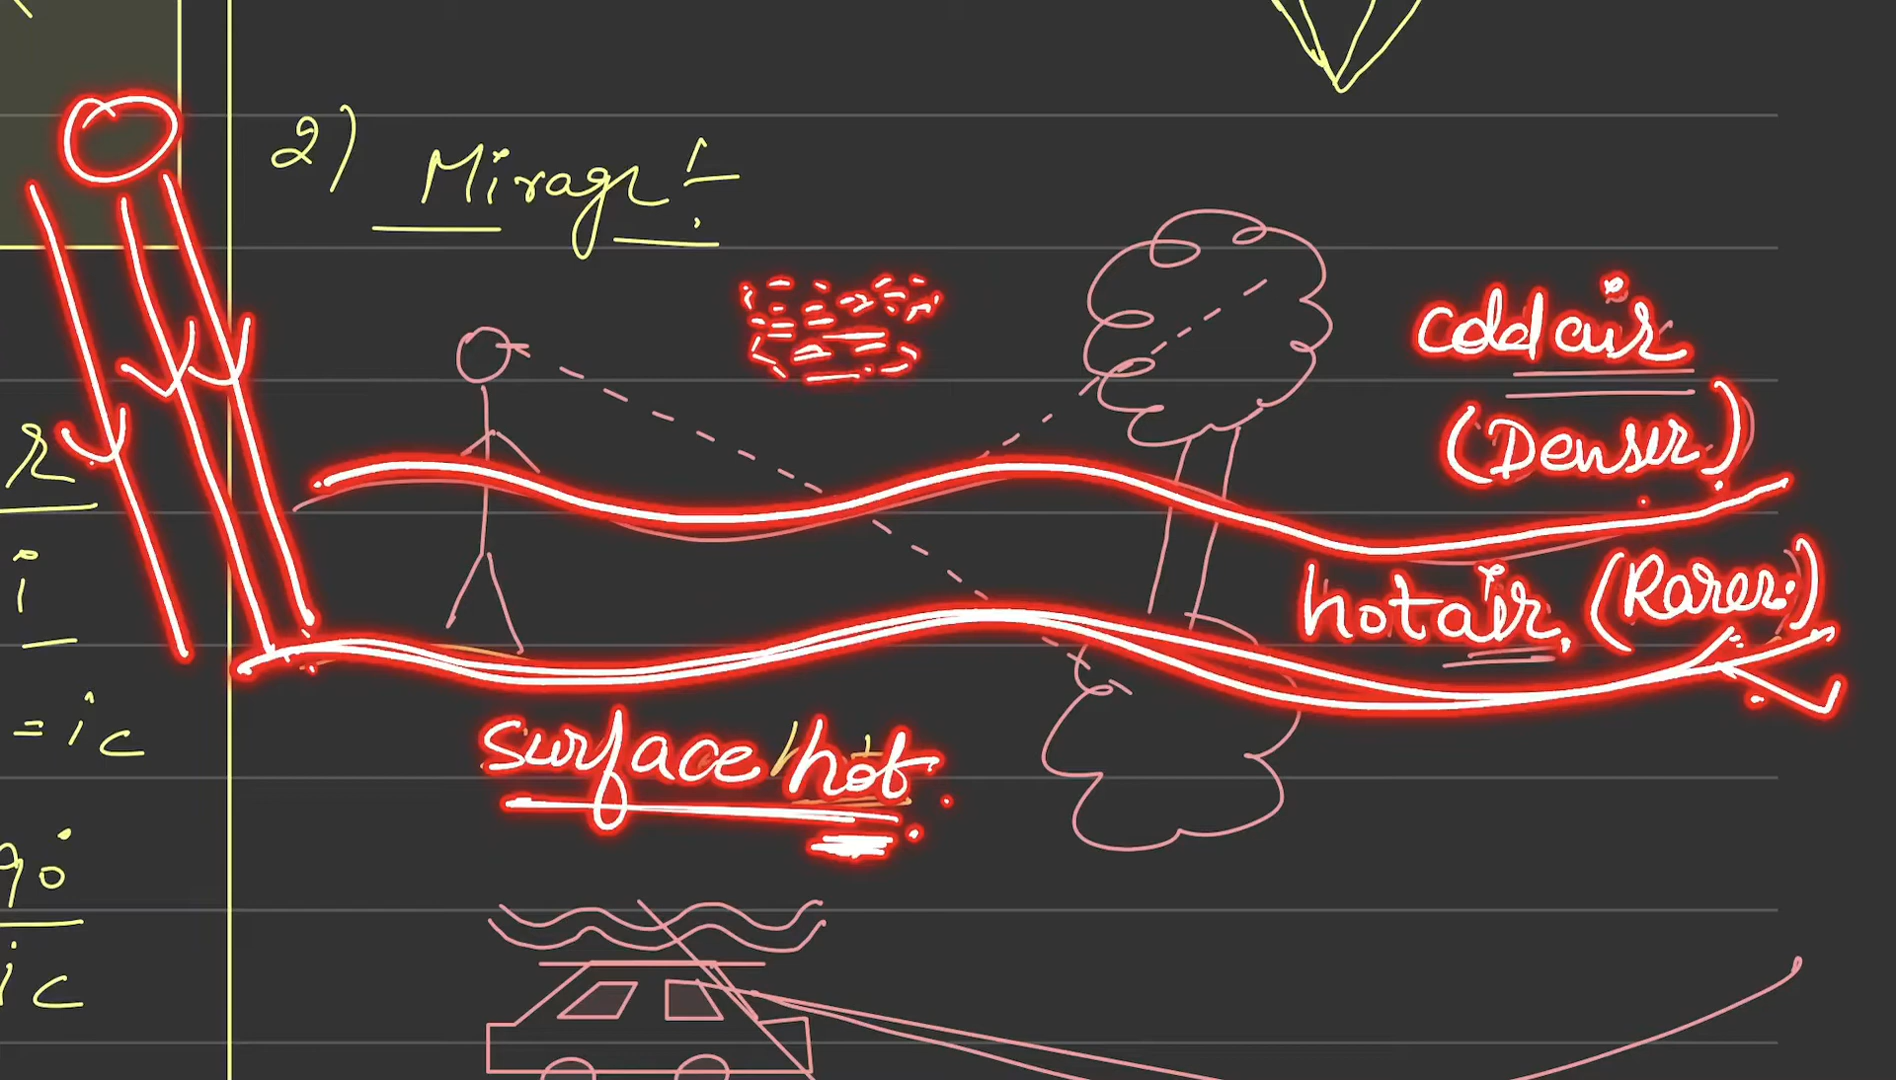 2) Mirage :-
cold air
(Denser)
hot air, (Rarer.)
surface hot.
r
i
= ic
90°
ic